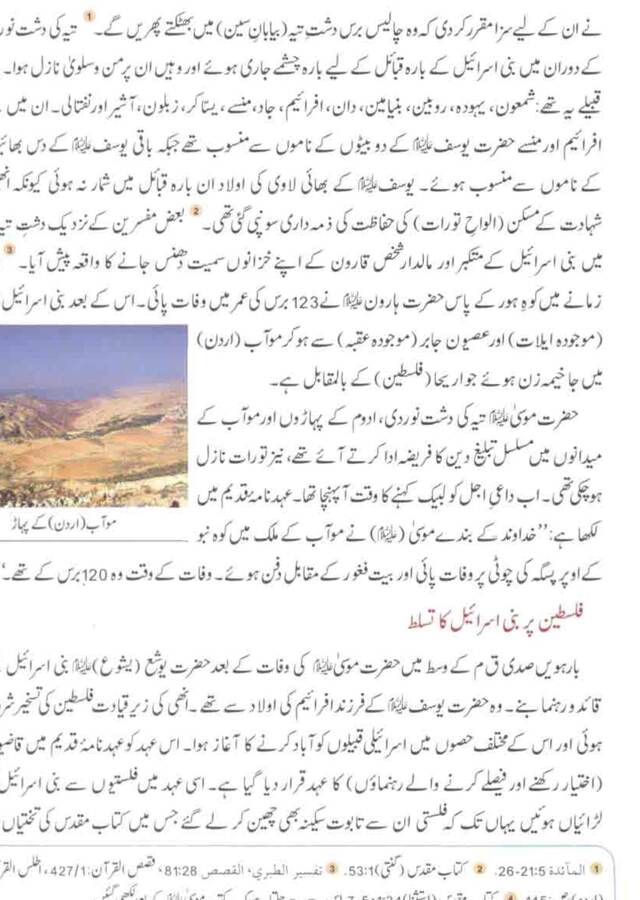 نے ان کے لیے سزا مقرر کر دی کہ وہ چالیس برس دشتِ تیہ (بیابانِ سین) میں بھٹکتے پھریں گے۔ 1 تیہ کی دشت نور
کے دوران میں بنی اسرائیل کے بارہ قبائل کے لیے بارہ چشمے جاری ہوئے اور وہیں ان پر من وسلویٰ نازل ہوا۔
قبیلے یہ تھے: شمعون، یہودہ، روبین، بنیامین، دان، افرائیم، جاد، منسے، یساکر، زبلون، آشیر اور نفتالی۔ ان میں
افرائیم اور منسے حضرت یوسف علیہ السلام کے دو بیٹوں کے ناموں سے منسوب تھے جبکہ باقی یوسف علیہ السلام کے دس بھائی
کے ناموں سے منسوب ہوئے۔ یوسف علیہ السلام کے بھائی لاوی کی اولاد ان بارہ قبائل میں شمار نہ ہوئی کیونکہ انھ
شہادت کے مسکن (الواحِ تورات) کی حفاظت کی ذمہ داری سونپی گئی تھی۔ 2 بعض مفسرین کے نزدیک دشتِ تیہ
میں بنی اسرائیل کے متکبر اور مالدار شخص قارون کے اپنے خزانوں سمیت دھنس جانے کا واقعہ پیش آیا۔ 3
زمانے میں کوہِ ہور کے پاس حضرت ہارون علیہ السلام نے 123 برس کی عمر میں وفات پائی۔ اس کے بعد بنی اسرائیل
(موجودہ ایلات) اور عصیون جابر (موجودہ عقبہ) سے ہو کر موآب (اردن)
میں جا خیمہ زن ہوئے جو اریحا (فلسطین) کے بالمقابل ہے۔
حضرت موسیٰ علیہ السلام تیہ کی دشت نوردی، ادوم کے پہاڑوں اور موآب کے
میدانوں میں مسلسل تبلیغِ دین کا فریضہ ادا کرتے آئے تھے، نیز تورات نازل
ہوچکی تھی۔ اب داعیِ اجل کو لبیک کہنے کا وقت آ پہنچا تھا۔ عہد نامۂ قدیم میں
لکھا ہے: ’’خداوند کے بندے موسیٰ (علیہ السلام) نے موآب کے ملک میں کوہ نبو
کے اوپر پسگہ کی چوٹی پر وفات پائی اور بیت فغور کے مقابل دفن ہوئے۔ وفات کے وقت وہ 120 برس کے تھے۔‘
موآب (اردن) کے پہاڑ
فلسطین پر بنی اسرائیل کا تسلط
بارہویں صدی ق م کے وسط میں حضرت موسیٰ علیہ السلام کی وفات کے بعد حضرت یوشع (یشوع) علیہ السلام بنی اسرائیل
قائد و رہنما بنے۔ وہ حضرت یوسف علیہ السلام کے فرزند افرائیم کی اولاد سے تھے۔ انھی کی زیرِ قیادت فلسطین کی تسخیر شر
ہوئی اور اس کے مختلف حصوں میں اسرائیلی قبیلوں کو آباد کرنے کا آغاز ہوا۔ اس عہد کو عہد نامۂ قدیم میں قاضیو
(اختیار رکھنے اور فیصلے کرنے والے رہنماؤں) کا عہد قرار دیا گیا ہے۔ اسی عہد میں فلستیوں سے بنی اسرائیل
لڑائیاں ہوئیں یہاں تک کہ فلستی ان سے تابوتِ سکینہ بھی چھین کر لے گئے جس میں کتاب مقدس کی تختیاں
1 المآئدۃ 5:21-26. 2 کتاب مقدس (گنتی) 1:53. 3 تفسیر الطبري، القصص 28:81، قصص القرآن: 427/1، اطلس القر